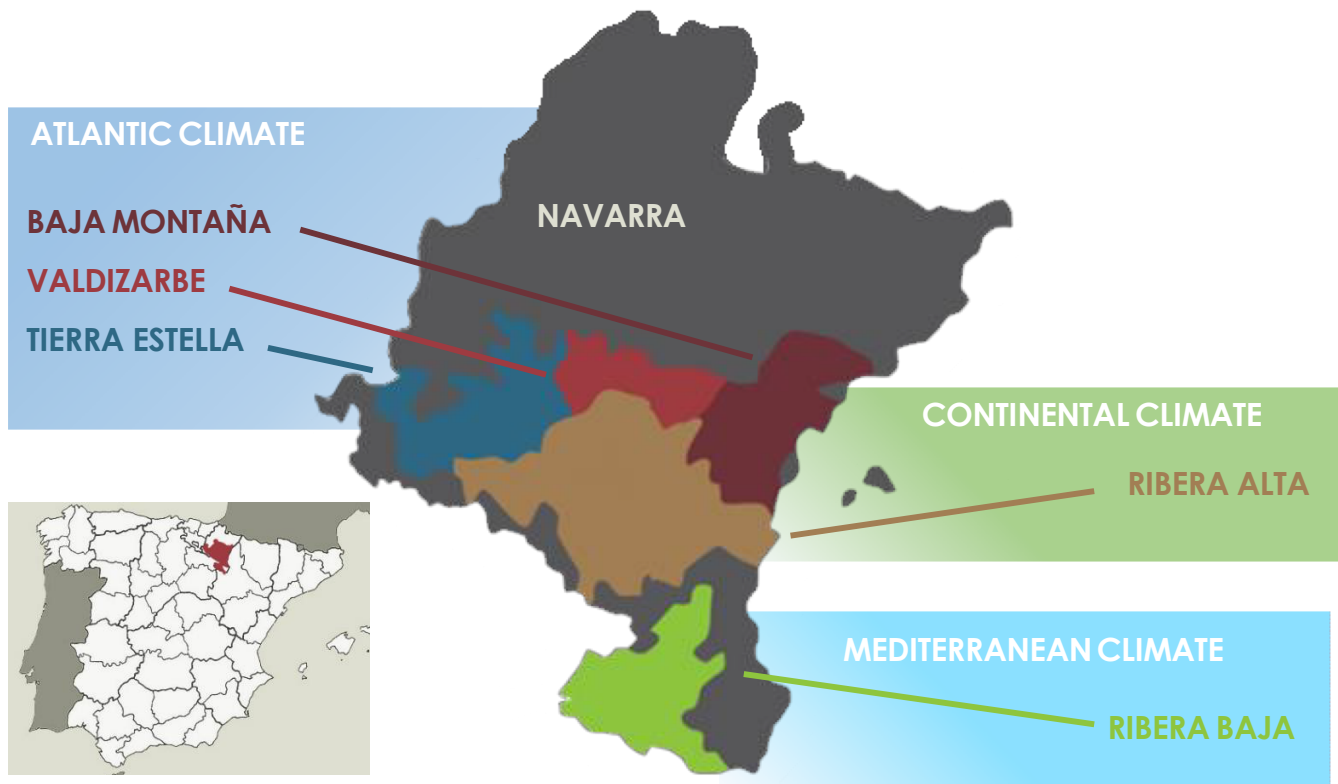 ATLANTIC CLIMATE
BAJA MONTAÑA
VALDIZARBE
TIERRA ESTELLA
NAVARRA
CONTINENTAL CLIMATE
RIBERA ALTA
MEDITERRANEAN CLIMATE
RIBERA BAJA